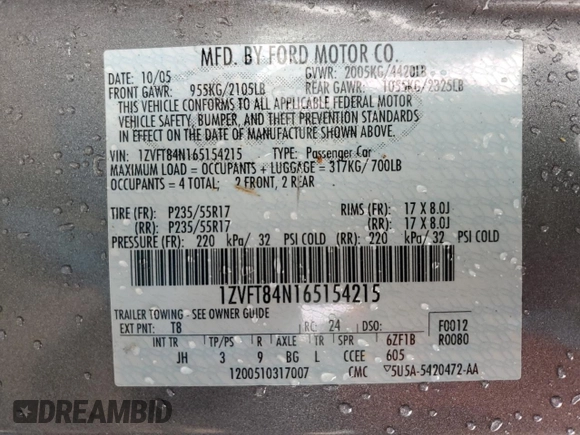 MFD. BY FORD MOTOR CO.
DATE: 10/05 GVWR: 2005KG/4420LB
FRONT GAWR: 955KG/2105LB REAR GAWR: 1055KG/2325LB
THIS VEHICLE CONFORMS TO ALL APPLICABLE FEDERAL MOTOR
VEHICLE SAFETY, BUMPER, AND THEFT PREVENTION STANDARDS
IN EFFECT ON THE DATE OF MANUFACTURE SHOWN ABOVE.
VIN: 1ZVFT84N165154215 TYPE: Passenger Car
MAXIMUM LOAD = OCCUPANTS + LUGGAGE = 317KG/700LB
OCCUPANTS = 4 TOTAL; 2 FRONT, 2 REAR
TIRE (FR): P235/55R17 RIMS (FR): 17 X 8.0J
(RR): P235/55R17 (RR): 17 X 8.0J
PRESSURE (FR): 220 kPa/ 32 PSI COLD (RR): 220 kPa/ 32 PSI COLD
1ZVFT84N165154215
TRAILER TOWING - SEE OWNER GUIDE
EXT PNT: T8 RC: 24 DSO: F0012
INT TR TP/PS R AXLE TR SPR 6ZF1B R0080
JH 3 9 BG L CCEE 605
1200510317007 CMC ▽5U5A-5420472-AA
DREAMBID
AUCTION HISTORY